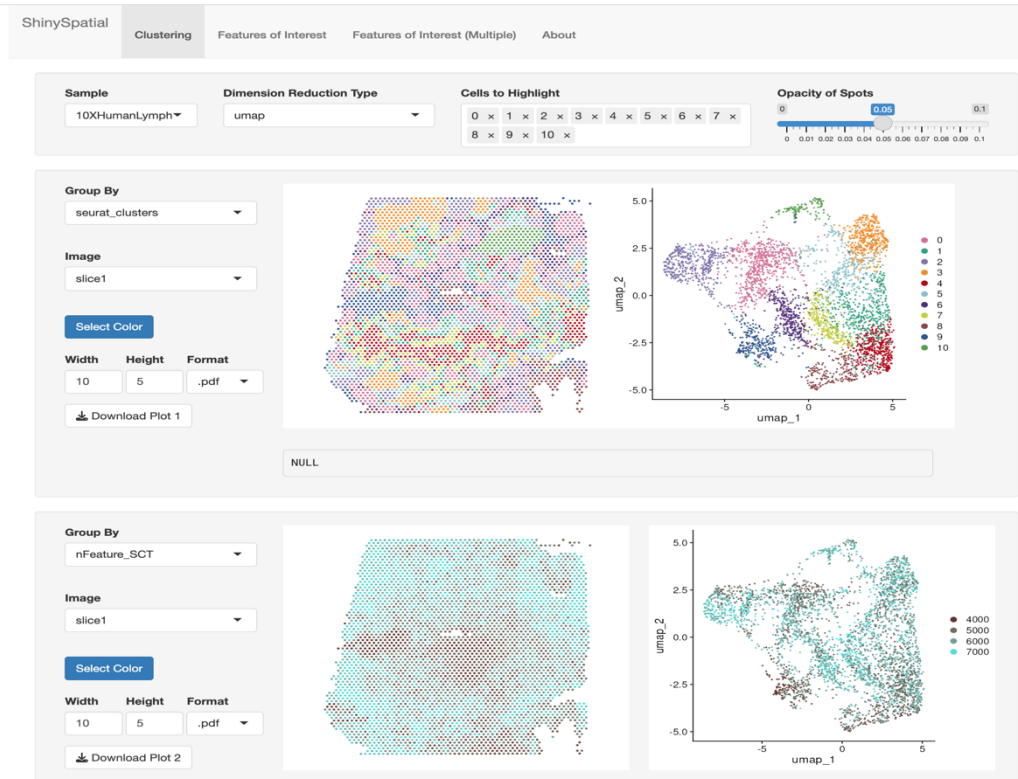 ShinySpatial Clustering Features of Interest Features of Interest (Multiple) About
Sample Dimension Reduction Type Cells to Highlight Opacity of Spots
10XHumanLymph umap 0 × 1 × 2 × 3 × 4 × 5 × 6 × 7 ×
8 × 9 × 10 ×
0 0.05 0.1
0 0.01 0.02 0.03 0.04 0.05 0.06 0.07 0.08 0.09 0.1
Group By
seurat_clusters
Image
slice1
Select Color
Width Height Format
10 5 .pdf
Download Plot 1
5.0
2.5
0.0
-2.5
-5.0
umap_2
-5 0 5
umap_1
0
1
2
3
4
5
6
7
8
9
10
NULL
Group By
nFeature_SCT
Image
slice1
Select Color
Width Height Format
10 5 .pdf
Download Plot 2
5.0
2.5
0.0
-2.5
-5.0
umap_2
-5 0 5
umap_1
4000
5000
6000
7000